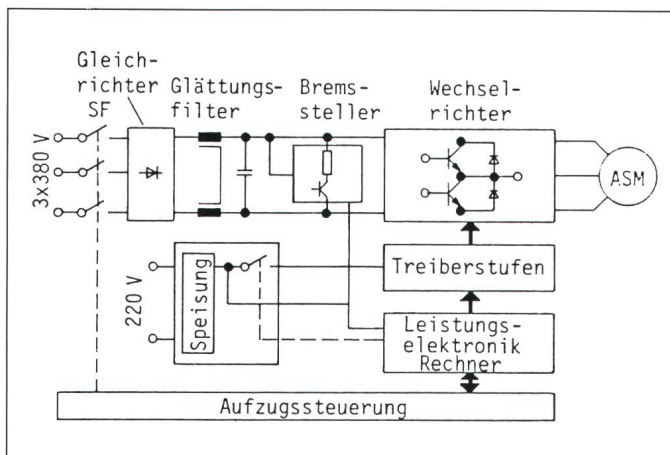 Gleich-
richter
SF
Glättungs-
filter
Brems-
steller
Wechsel-
richter
3x380 V
ASM
220 V
Speisung
Treiberstufen
Leistungs-
elektronik
Rechner
Aufzugssteuerung